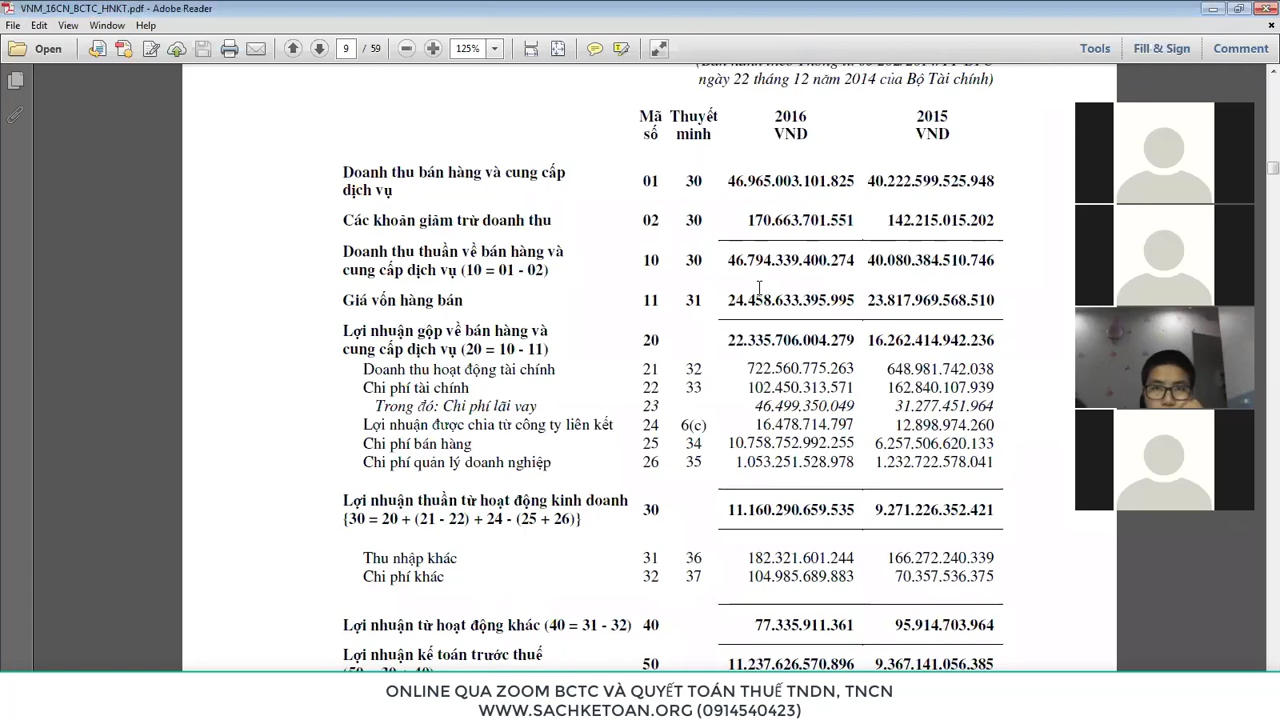 VNM_16CN_BCTC_HNKT.pdf - Adobe Reader
File Edit View Window Help
Open 9 / 59 125% Tools Fill & Sign Comment
ngày 22 tháng 12 năm 2014 của Bộ Tài chính)
Mã Thuyết 2016 2015
số minh VND VND
Doanh thu bán hàng và cung cấp
dịch vụ 01 30 46.965.003.101.825 40.222.599.525.948
Các khoản giảm trừ doanh thu 02 30 170.663.701.551 142.215.015.202
Doanh thu thuần về bán hàng và
cung cấp dịch vụ (10 = 01 - 02) 10 30 46.794.339.400.274 40.080.384.510.746
Giá vốn hàng bán 11 31 24.458.633.395.995 23.817.969.568.510
Lợi nhuận gộp về bán hàng và
cung cấp dịch vụ (20 = 10 - 11) 20 22.335.706.004.279 16.262.414.942.236
Doanh thu hoạt động tài chính 21 32 722.560.775.263 648.981.742.038
Chi phí tài chính 22 33 102.450.313.571 162.840.107.939
Trong đó: Chi phí lãi vay 23 46.499.350.049 31.277.451.964
Lợi nhuận được chia từ công ty liên kết 24 6(c) 16.478.714.797 12.898.974.260
Chi phí bán hàng 25 34 10.758.752.992.255 6.257.506.620.133
Chi phí quản lý doanh nghiệp 26 35 1.053.251.528.978 1.232.722.578.041
Lợi nhuận thuần từ hoạt động kinh doanh
{30 = 20 + (21 - 22) + 24 - (25 + 26)} 30 11.160.290.659.535 9.271.226.352.421
Thu nhập khác 31 36 182.321.601.244 166.272.240.339
Chi phí khác 32 37 104.985.689.883 70.357.536.375
Lợi nhuận từ hoạt động khác (40 = 31 - 32) 40 77.335.911.361 95.914.703.964
Lợi nhuận kế toán trước thuế
50 11.237.626.570.896 9.367.141.056.385
ONLINE QUA ZOOM BCTC VÀ QUYẾT TOÁN THUẾ TNDN, TNCN
WWW.SACHKETOAN.ORG (0914540423)